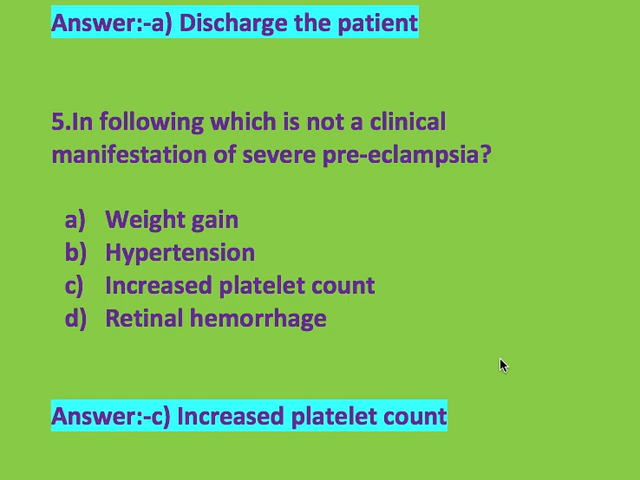 Answer:-a) Discharge the patient
5.In following which is not a clinical
manifestation of severe pre-eclampsia?
a) Weight gain
b) Hypertension
c) Increased platelet count
d) Retinal hemorrhage
Answer:-c) Increased platelet count